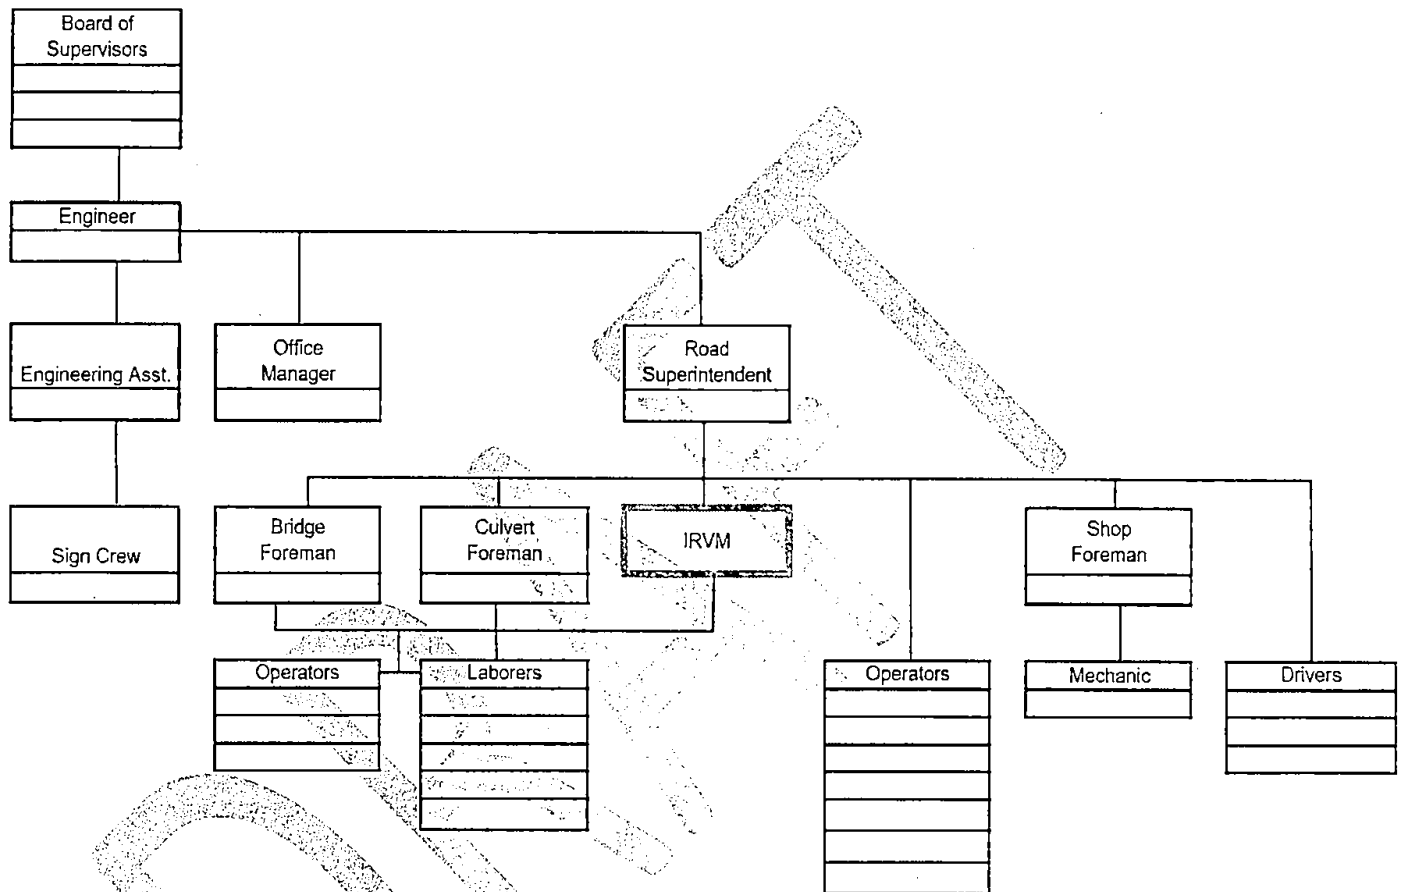 Board of
Supervisors
Engineer
Engineering Asst.
Office
Manager
Road
Superintendent
Sign Crew
Bridge
Foreman
Culvert
Foreman
IRVM
Shop
Foreman
Operators
Laborers
Operators
Mechanic
Drivers